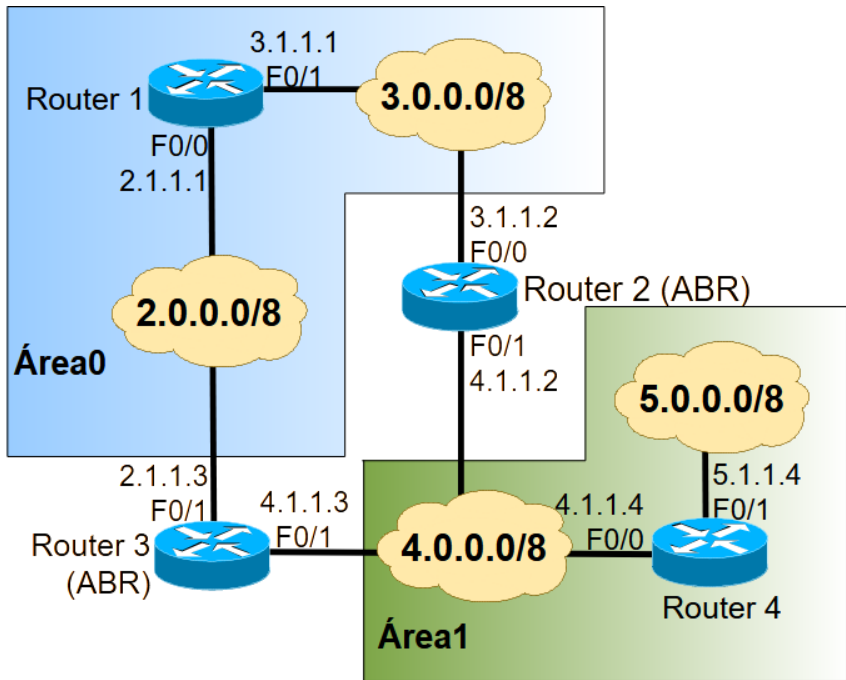 3.1.1.1
F0/1
Router 1
3.0.0.0/8
F0/0
2.1.1.1
3.1.1.2
F0/0
Router 2 (ABR)
2.0.0.0/8
F0/1
4.1.1.2
Área0
5.0.0.0/8
2.1.1.3
F0/1
4.1.1.3
F0/1
Router 3
(ABR)
4.0.0.0/8
4.1.1.4
F0/0
5.1.1.4
F0/1
Router 4
Área1